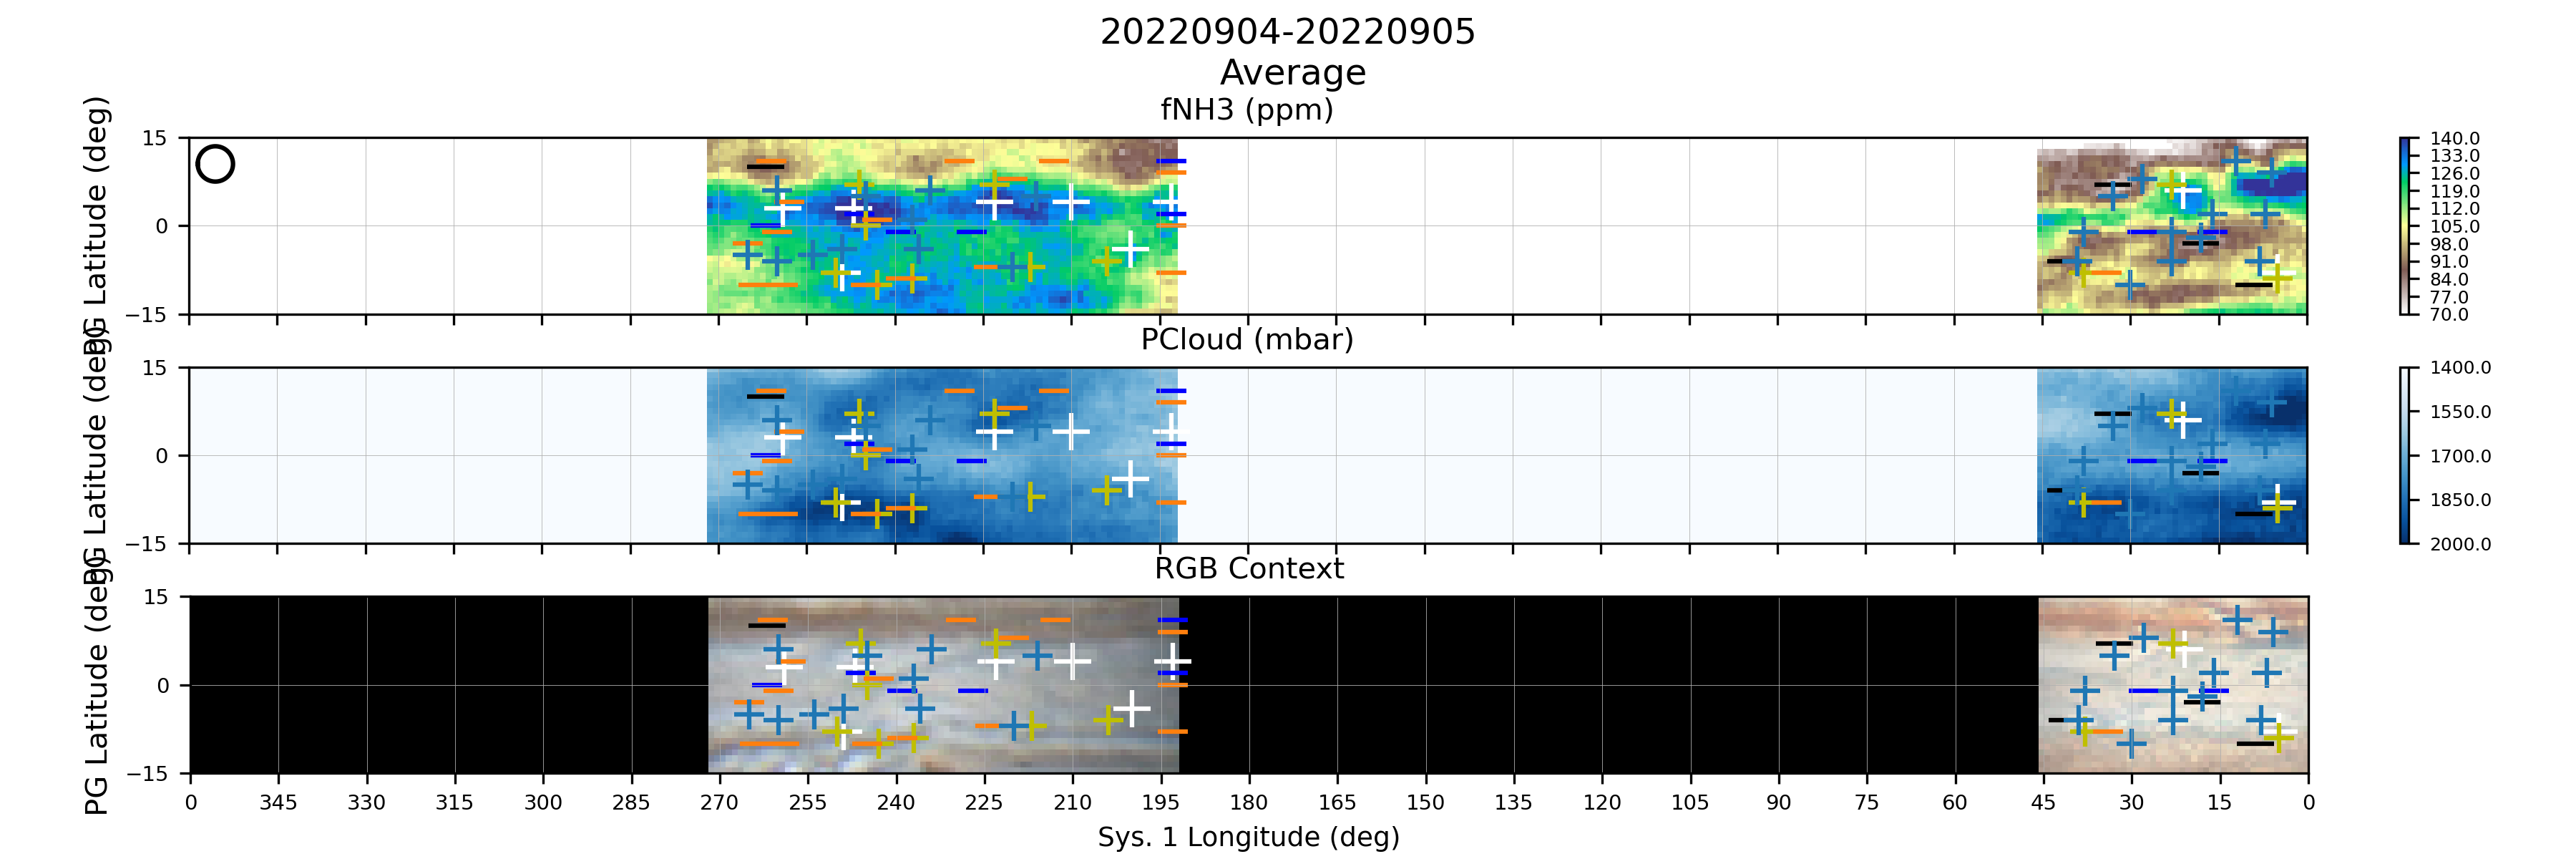 20220904-20220905
Average
fNH3 (ppm)
PG Latitude (deg)
15
0
−15
140.0
133.0
126.0
119.0
112.0
105.0
98.0
91.0
84.0
77.0
70.0
PCloud (mbar)
PG Latitude (deg)
15
0
−15
1400.0
1550.0
1700.0
1850.0
2000.0
RGB Context
PG Latitude (deg)
15
0
−15
0 345 330 315 300 285 270 255 240 225 210 195 180 165 150 135 120 105 90 75 60 45 30 15 0
Sys. 1 Longitude (deg)